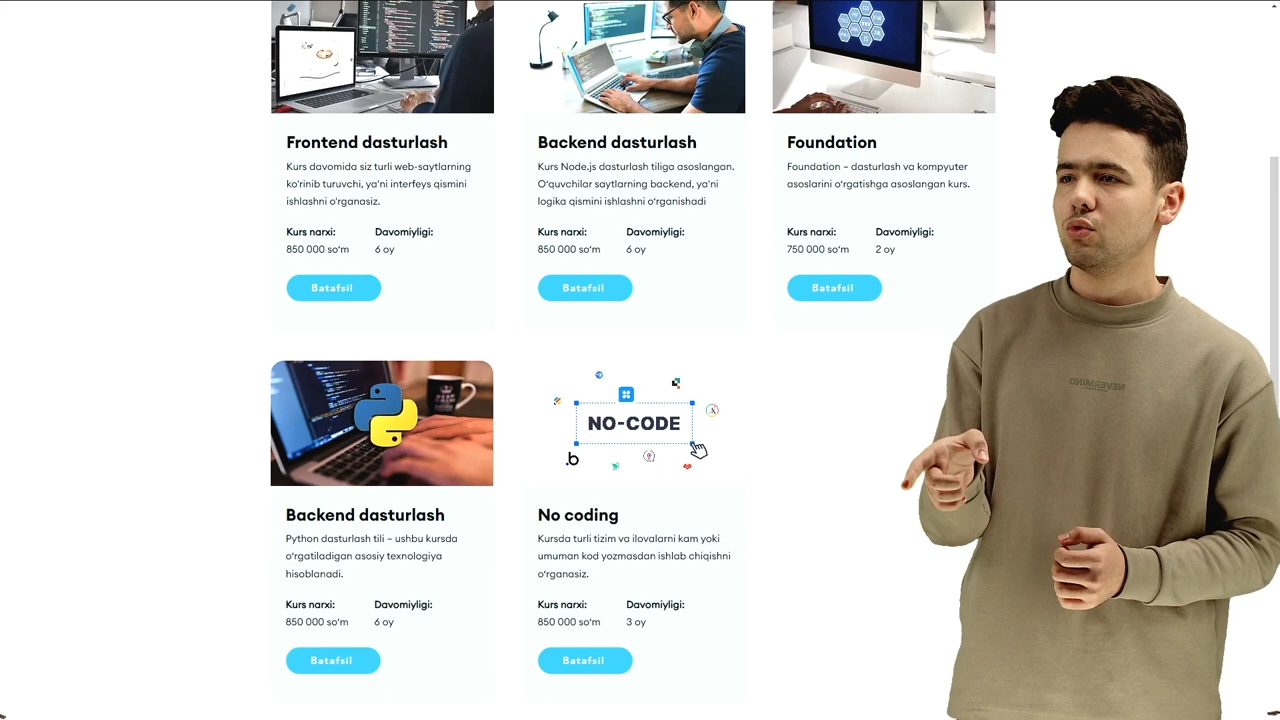 Frontend dasturlash
Kurs davomida siz turli web-saytlarning
ko'rinib turuvchi, ya'ni interfeys qismini
ishlashni o'rganasiz.
Kurs narxi:
Davomiyligi:
850 000 so‘m
6 oy
Batafsil
Backend dasturlash
Kurs Node.js dasturlash tiliga asoslangan.
O‘quvchilar saytlarning backend, ya'ni
logika qismini ishlashni o‘rganishadi
Kurs narxi:
Davomiyligi:
850 000 so‘m
6 oy
Batafsil
Foundation
Foundation – dasturlash va kompyuter
asoslarini o‘rgatishga asoslangan kurs.
Kurs narxi:
Davomiyligi:
750 000 so‘m
2 oy
Batafsil
Backend dasturlash
Python dasturlash tili – ushbu kursda
o‘rgatiladigan asosiy texnologiya
hisoblanadi.
Kurs narxi:
Davomiyligi:
850 000 so‘m
6 oy
Batafsil
NO-CODE
b
No coding
Kursda turli tizim va ilovalarni kam yoki
umuman kod yozmasdan ishlab chiqishni
o‘rganasiz.
Kurs narxi:
Davomiyligi:
850 000 so‘m
3 oy
Batafsil
NEVERMIND